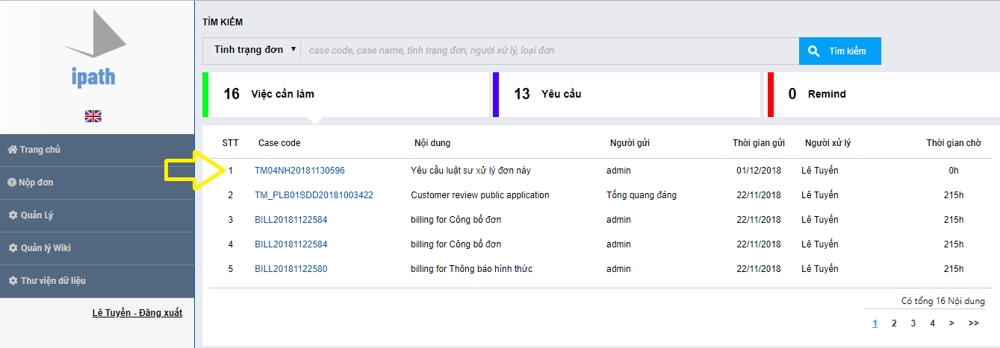 ipath
Trang chủ
Nộp đơn
Quản Lý
Quản lý Wiki
Thư viện dữ liệu
Lê Tuyến - Đăng xuất
TÌM KIẾM
Tình trạng đơn case code, case name, tình trạng đơn, người xử lý, loại đơn Tìm kiếm
16 Việc cần làm 13 Yêu cầu 0 Remind
STT Case code Nội dung Người gửi Thời gian gửi Người xử lý Thời gian chờ
1 TM04NH20181130596 Yêu cầu luật sư xử lý đơn này admin 01/12/2018 Lê Tuyến 0h
2 TM_PLB01SDD20181003422 Customer review public application Tống quang đáng 22/11/2018 Lê Tuyến 215h
3 BILL20181122584 billing for Công bố đơn admin 22/11/2018 Lê Tuyến 215h
4 BILL20181122584 billing for Công bố đơn admin 22/11/2018 Lê Tuyến 215h
5 BILL20181122580 billing for Thông báo hình thức admin 22/11/2018 Lê Tuyến 215h
Có tổng 16 Nội dung
1 2 3 4 > >>